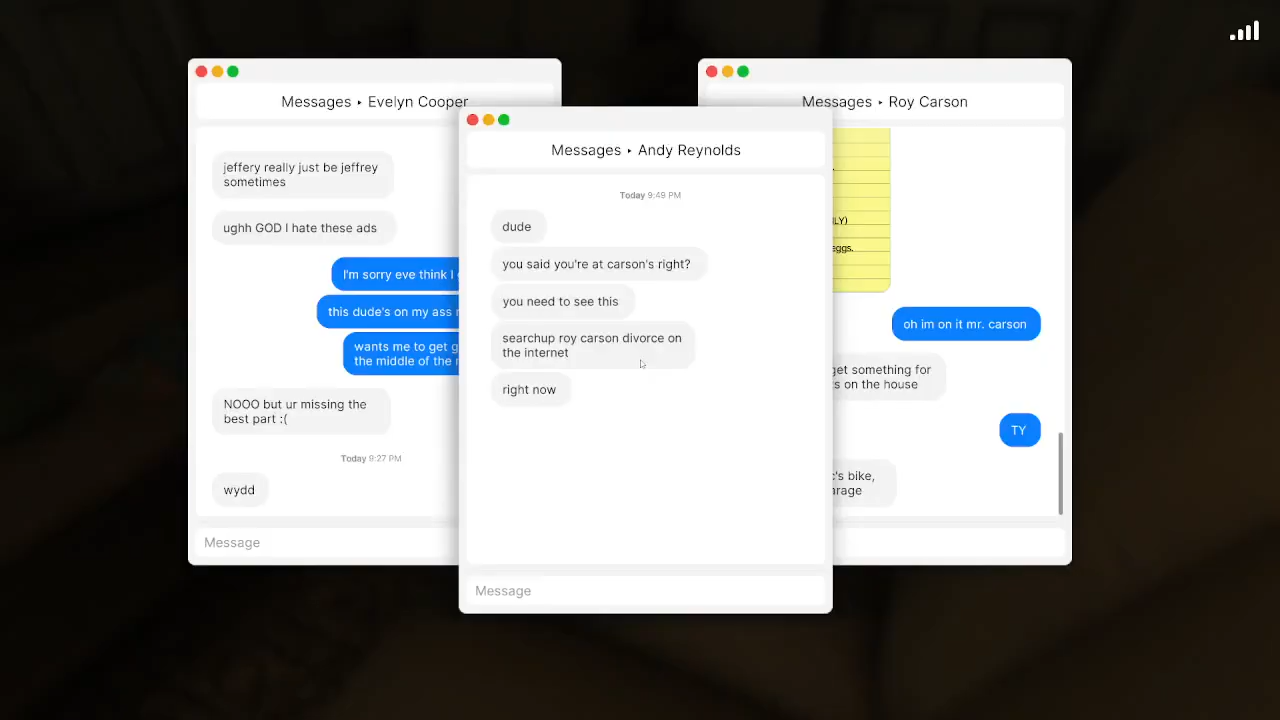 Messages ▸ Evelyn Cooper
jeffery really just be jeffrey
sometimes
ughh GOD I hate these ads
I'm sorry eve think I
this dude's on my ass
wants me to get g
the middle of the
NOOO but ur missing the
best part :(
Today 9:27 PM
wydd
Message
Messages ▸ Andy Reynolds
Today 9:49 PM
dude
you said you're at carson's right?
you need to see this
searchup roy carson divorce on
the internet
right now
Message
Messages ▸ Roy Carson
LY)
eggs.
oh im on it mr. carson
get something for
s on the house
TY
c's bike,
arage